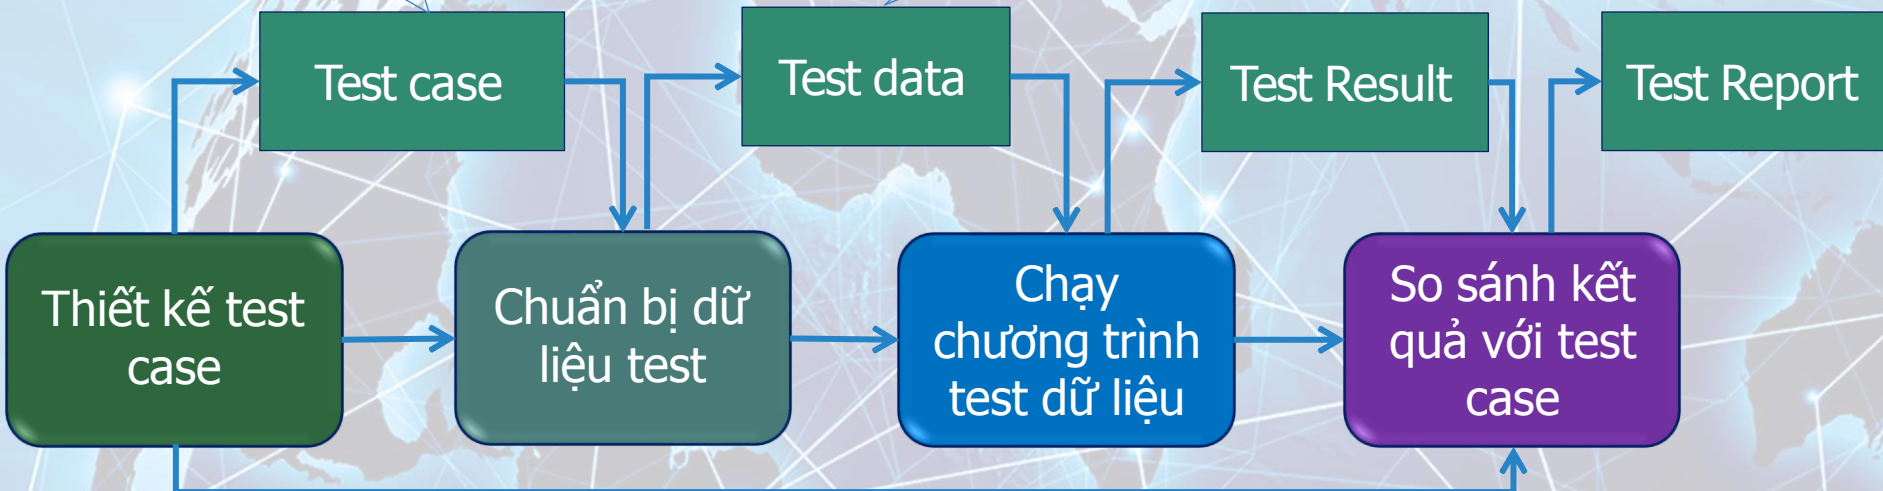 Test case
Test data
Test Result
Test Report
Thiết kế test
case
Chuẩn bị dữ
liệu test
Chạy
chương trình
test dữ liệu
So sánh kết
quả với test
case